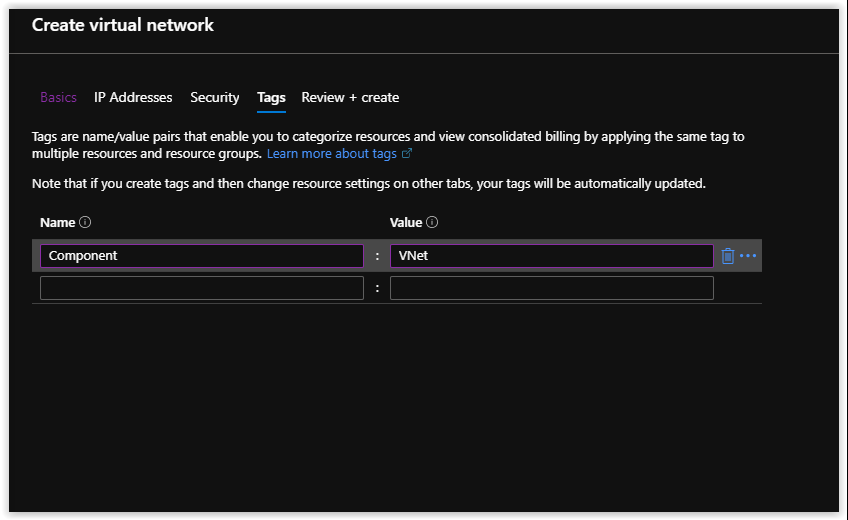 Create virtual network
Basics IP Addresses Security Tags Review + create
Tags are name/value pairs that enable you to categorize resources and view consolidated billing by applying the same tag to
multiple resources and resource groups. Learn more about tags
Note that if you create tags and then change resource settings on other tabs, your tags will be automatically updated.
Name Value
Component : VNet
: